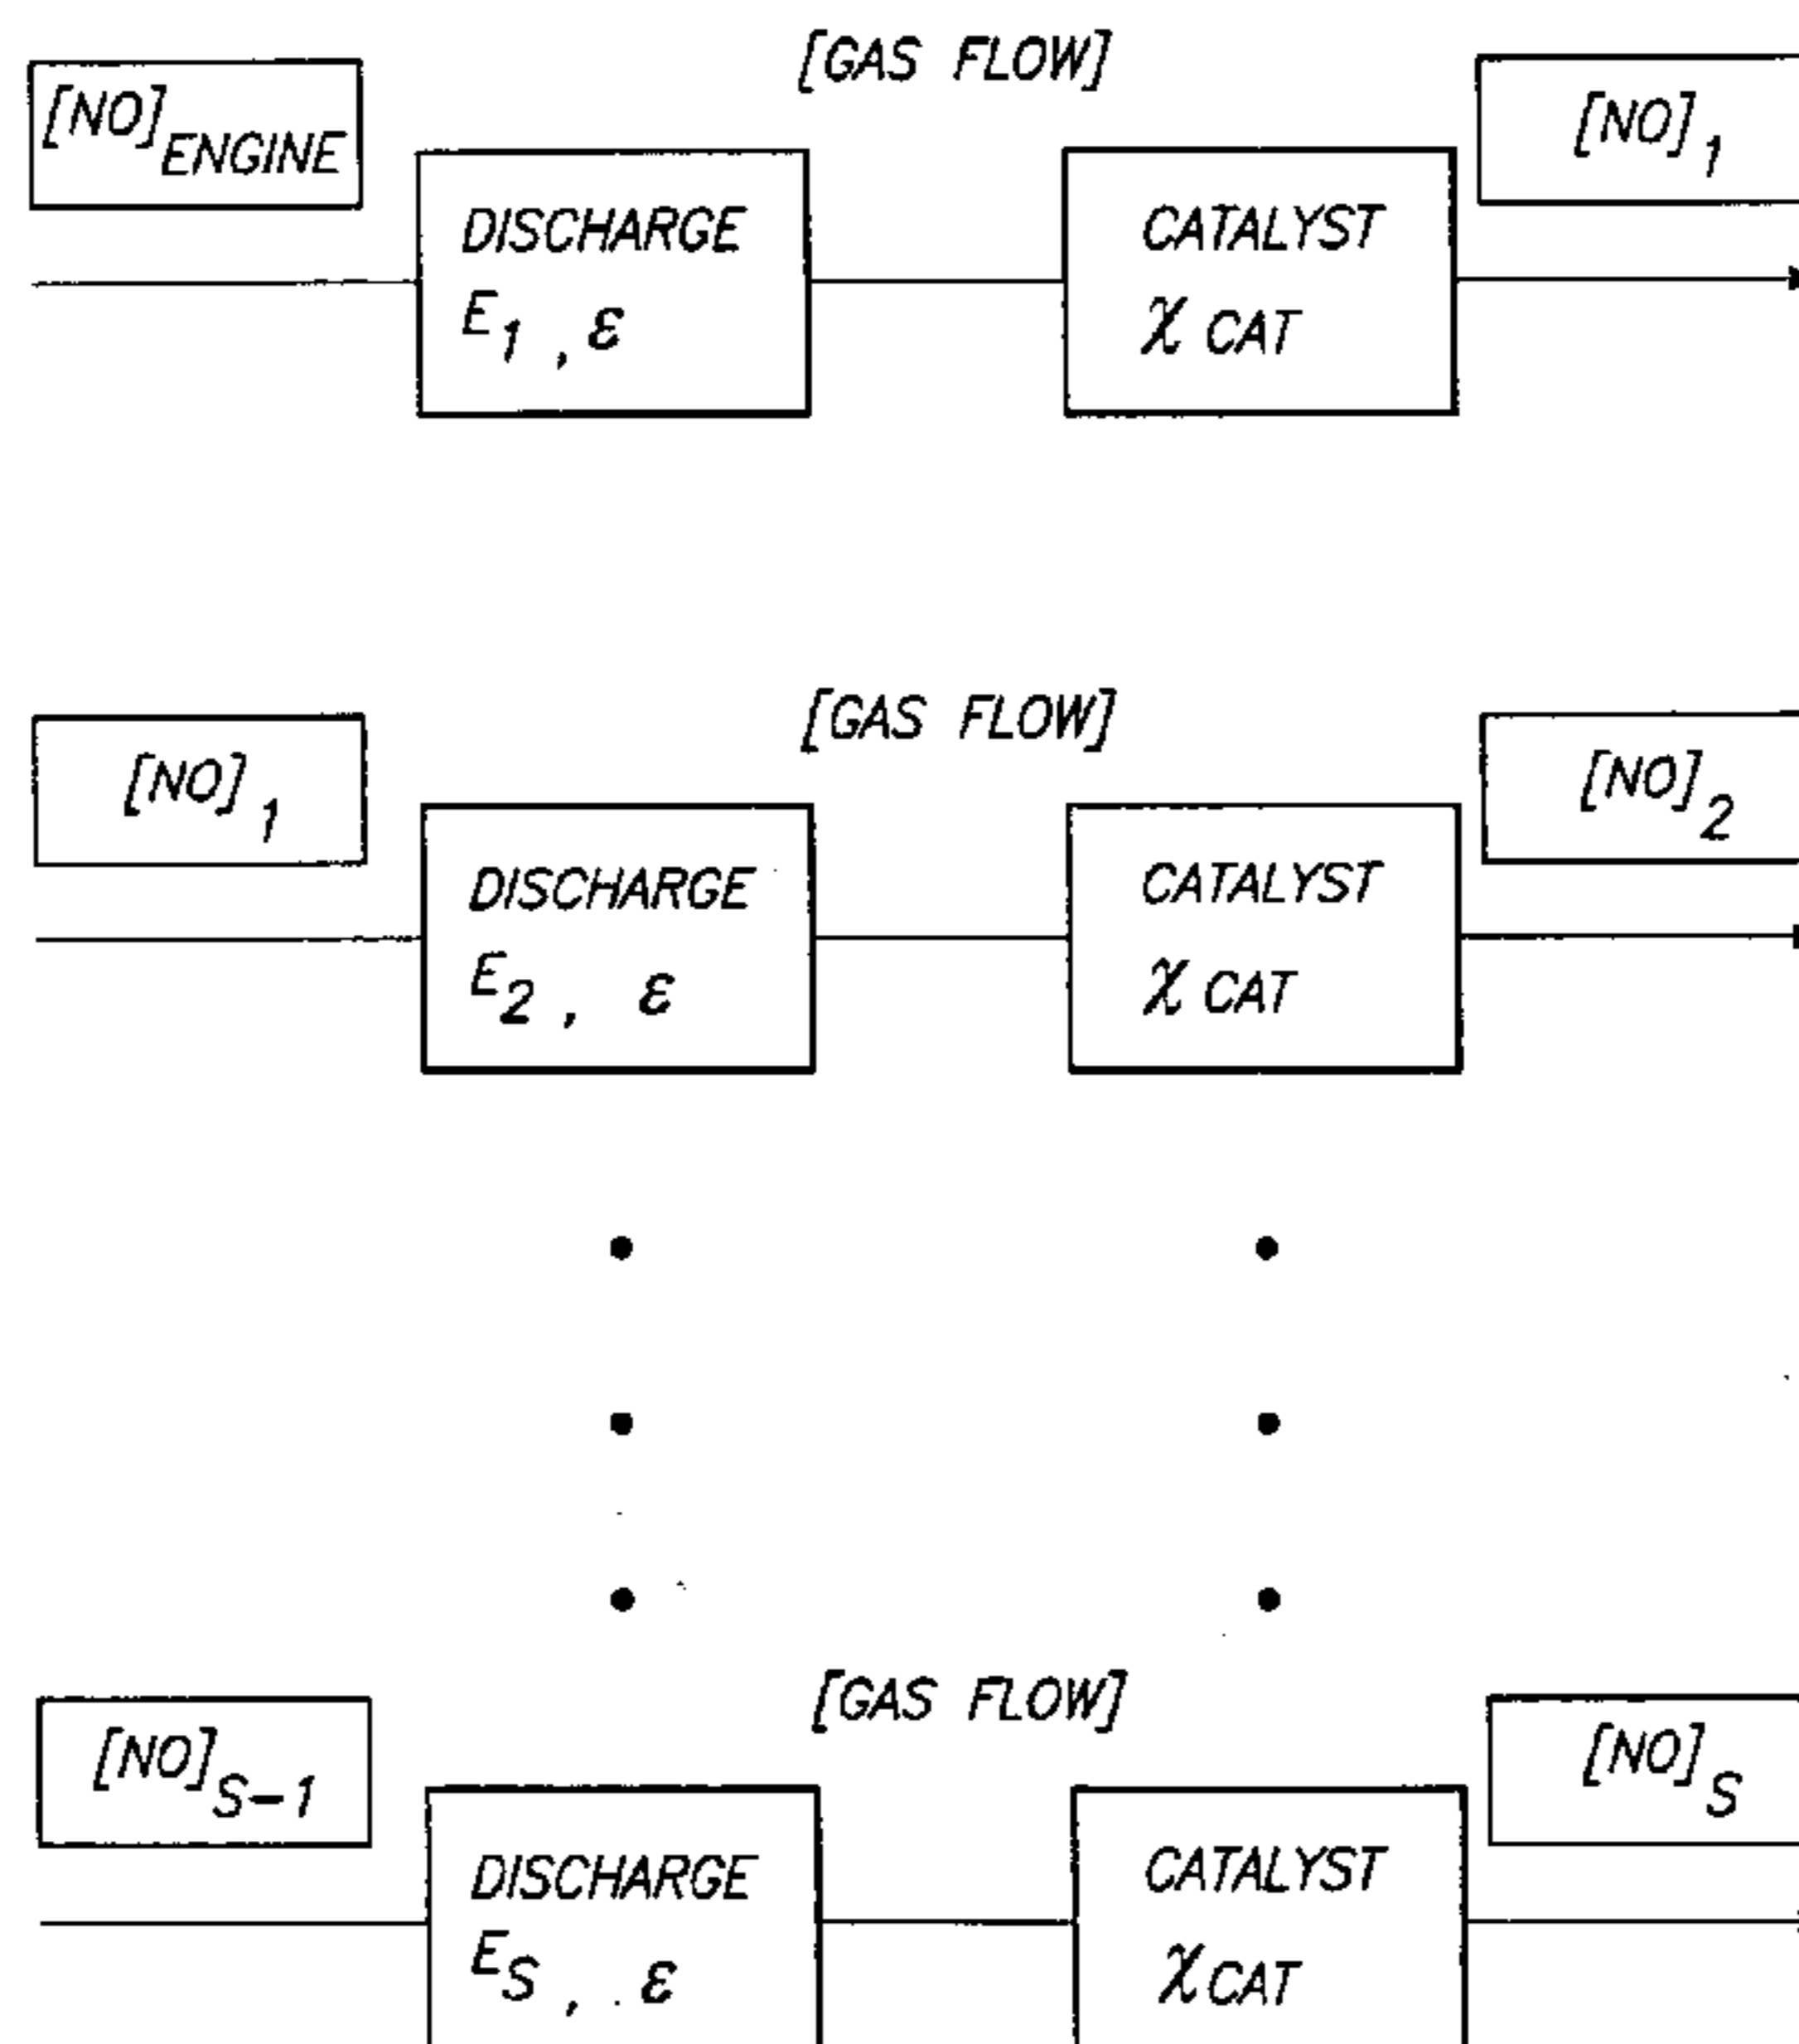 [GAS FLOW]
[NO]ENGINE
[NO]1
DISCHARGE
E1 , ε
CATALYST
χ CAT
[GAS FLOW]
[NO]1
[NO]2
DISCHARGE
E2 , ε
CATALYST
χ CAT
[GAS FLOW]
[NO]S-1
[NO]S
DISCHARGE
ES , ε
CATALYST
χCAT